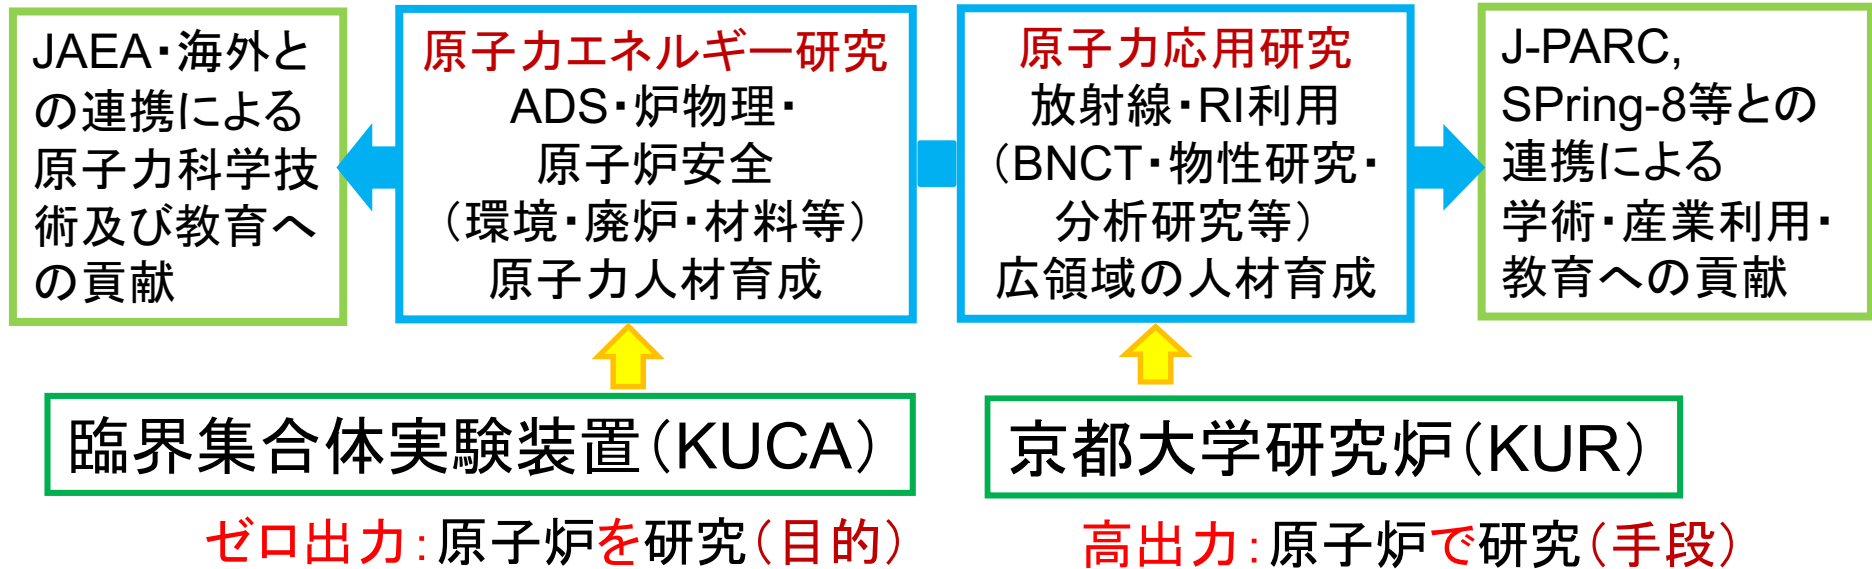 JAEA・海外と
の連携による
原子力科学技
術及び教育へ
の貢献
原子力エネルギー研究
ADS・炉物理・
原子炉安全
（環境・廃炉・材料等）
原子力人材育成
原子力応用研究
放射線・RI利用
（BNCT・物性研究・
分析研究等）
広領域の人材育成
J-PARC,
SPring-8等との
連携による
学術・産業利用・
教育への貢献
臨界集合体実験装置（KUCA）
京都大学研究炉（KUR）
ゼロ出力：原子炉を研究（目的）
高出力：原子炉で研究（手段）